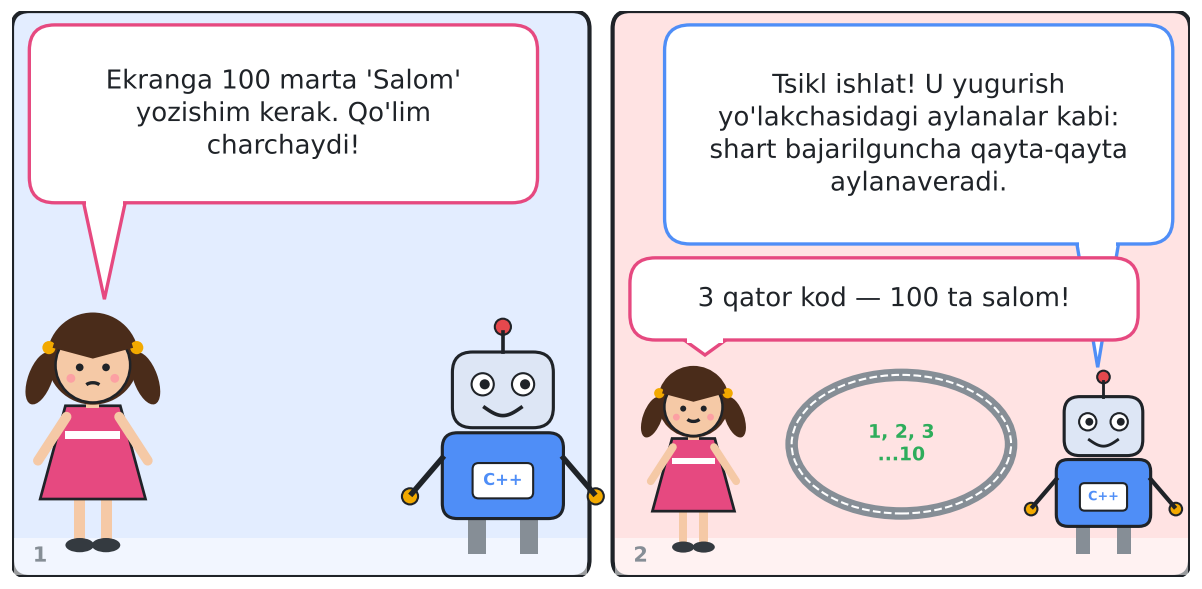 Ekranga 100 marta 'Salom'
yozishim kerak. Qo'lim
charchaydi!
C++
1
Tsikl ishlat! U yugurish
yo'lakchasidagi aylanalar kabi:
shart bajarilguncha qayta-qayta
aylanaveradi.
3 qator kod — 100 ta salom!
1, 2, 3
...10
C++
2